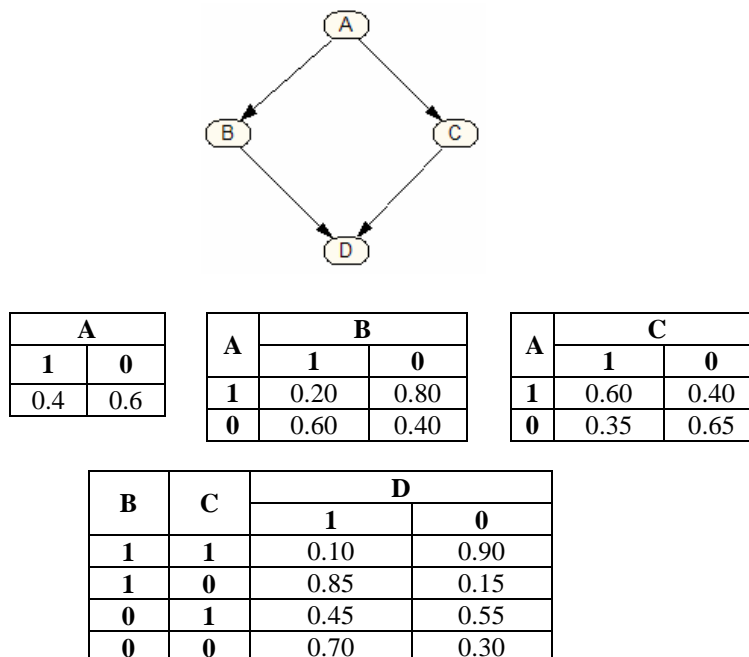 A
B C
D
A
1 0
0.4 0.6
A B
1 0
1 0.20 0.80
0 0.60 0.40
A C
1 0
1 0.60 0.40
0 0.35 0.65
B C D
1 0
1 1 0.10 0.90
1 0 0.85 0.15
0 1 0.45 0.55
0 0 0.70 0.30